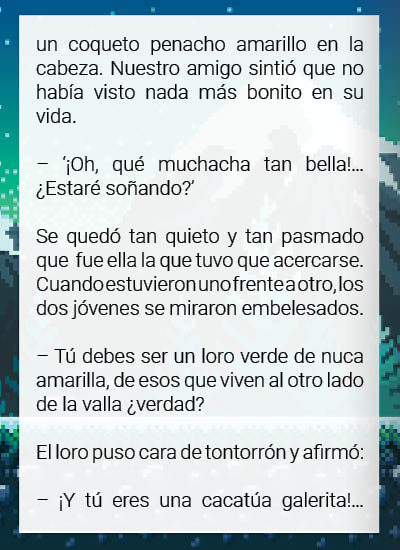 un coqueto penacho amarillo en la
cabeza. Nuestro amigo sintió que no
había visto nada más bonito en su
vida.
– ‘¡Oh, qué muchacha tan bella!...
¿Estaré soñando?’
Se quedó tan quieto y tan pasmado
que fue ella la que tuvo que acercarse.
Cuando estuvieron uno frente a otro, los
dos jóvenes se miraron embelesados.
– Tú debes ser un loro verde de nuca
amarilla, de esos que viven al otro lado
de la valla ¿verdad?
El loro puso cara de tontorrón y afirmó:
– ¡Y tú eres una cacatúa galerita!...